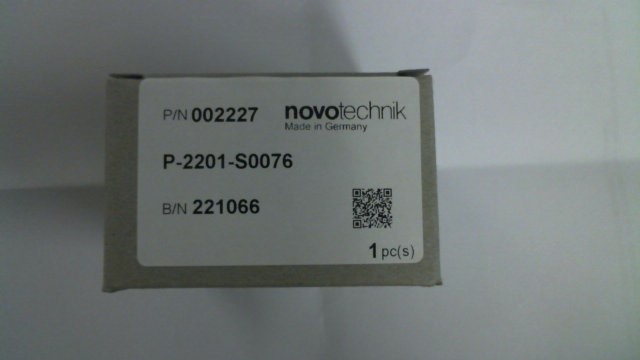 P/N 002227 novotechnik
Made in Germany
P-2201-S0076
B/N 221066
1 pc(s)